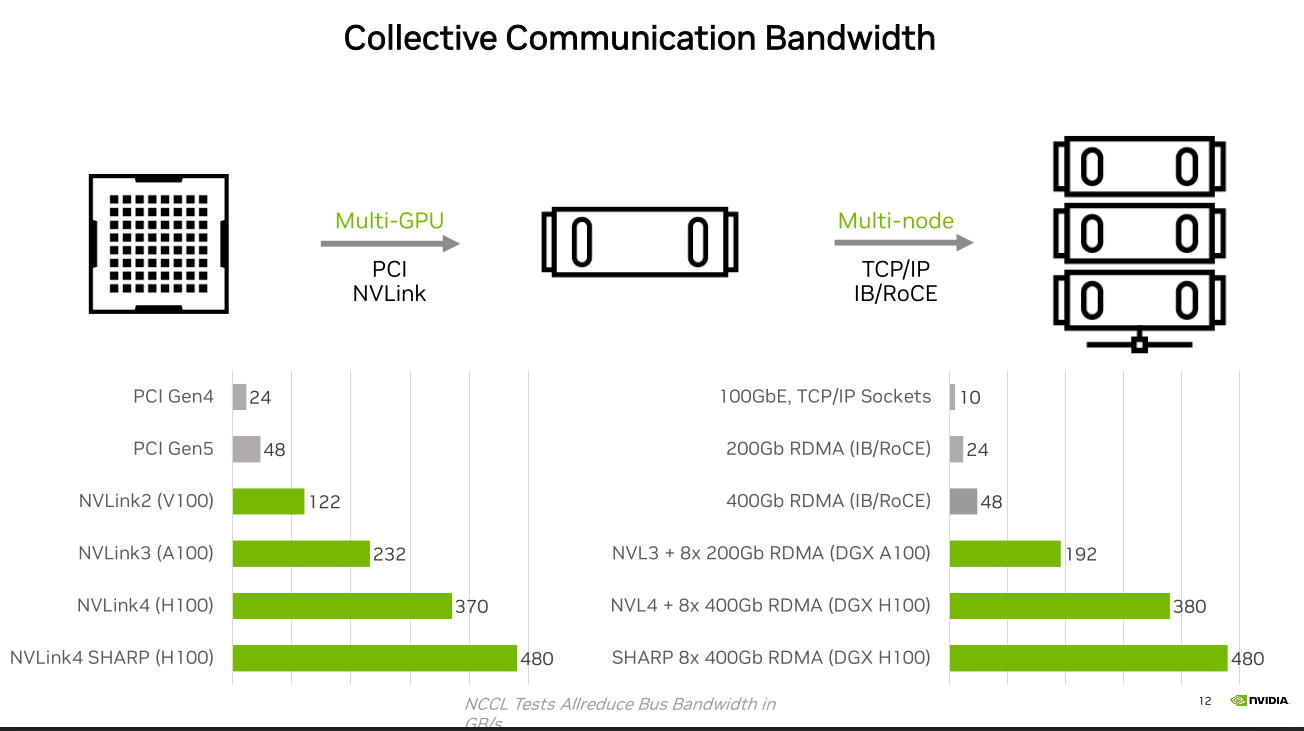 Collective Communication Bandwidth
Multi-GPU
PCI
NVLink
Multi-node
TCP/IP
IB/RoCE
PCI Gen4 24
PCI Gen5 48
NVLink2 (V100) 122
NVLink3 (A100) 232
NVLink4 (H100) 370
NVLink4 SHARP (H100) 480
100GbE, TCP/IP Sockets 10
200Gb RDMA (IB/RoCE) 24
400Gb RDMA (IB/RoCE) 48
NVL3 + 8x 200Gb RDMA (DGX A100) 192
NVL4 + 8x 400Gb RDMA (DGX H100) 380
SHARP 8x 400Gb RDMA (DGX H100) 480
NCCL Tests Allreduce Bus Bandwidth in
GB/s
12
NVIDIA.